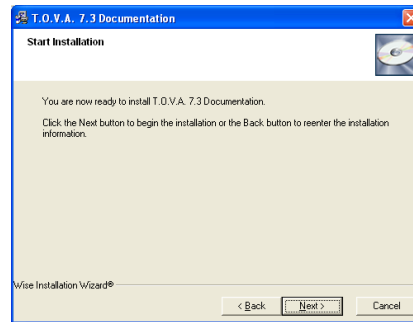 T.O.V.A. 7.3 Documentation
Start Installation
You are now ready to install T.O.V.A. 7.3 Documentation.
Click the Next button to begin the installation or the Back button to reenter the installation
information.
Wise Installation Wizard®
< Back
Next >
Cancel